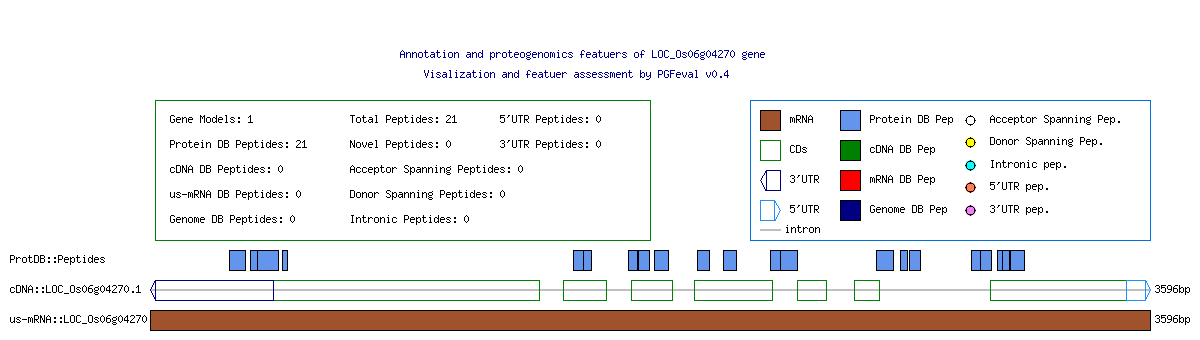 Annotation and proteogenomics featuers of LOC_Os06g04270 gene
Visalization and featuer assessment by PGFeval v0.4
Gene Models: 1 Total Peptides: 21 5'UTR Peptides: 0
Protein DB Peptides: 21 Novel Peptides: 0 3'UTR Peptides: 0
cDNA DB Peptides: 0 Acceptor Spanning Peptides: 0
us-mRNA DB Peptides: 0 Donor Spanning Peptides: 0
Genome DB Peptides: 0 Intronic Peptides: 0
mRNA Protein DB Pep Acceptor Spanning Pep.
CDs cDNA DB Pep Donor Spanning Pep.
3'UTR mRNA DB Pep Intronic pep.
5'UTR Genome DB Pep 5'UTR pep.
intron 3'UTR pep.
ProtDB::Peptides
cDNA::LOC_Os06g04270.1 3596bp
us-mRNA::LOC_Os06g04270 3596bp